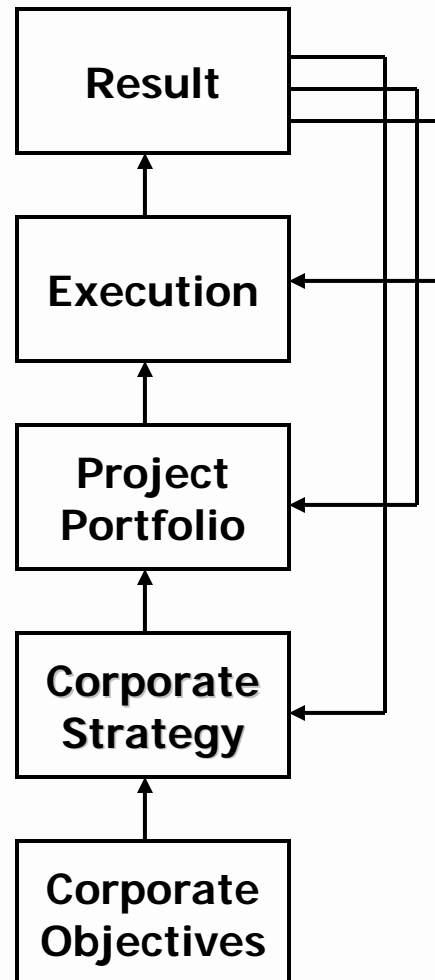 Result
Execution
Project
Portfolio
Corporate
Strategy
Corporate
Objectives